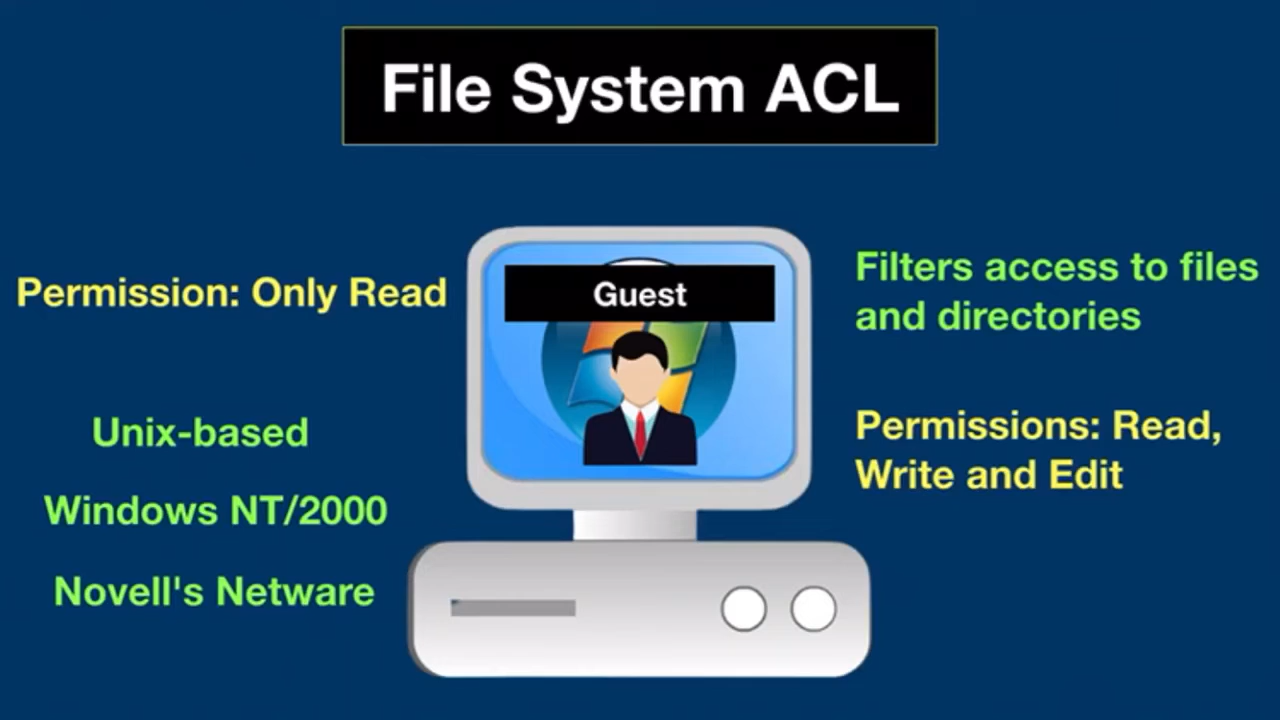 File System ACL
Permission: Only Read
Guest
Filters access to files
and directories
Unix-based
Permissions: Read,
Write and Edit
Windows NT/2000
Novell's Netware